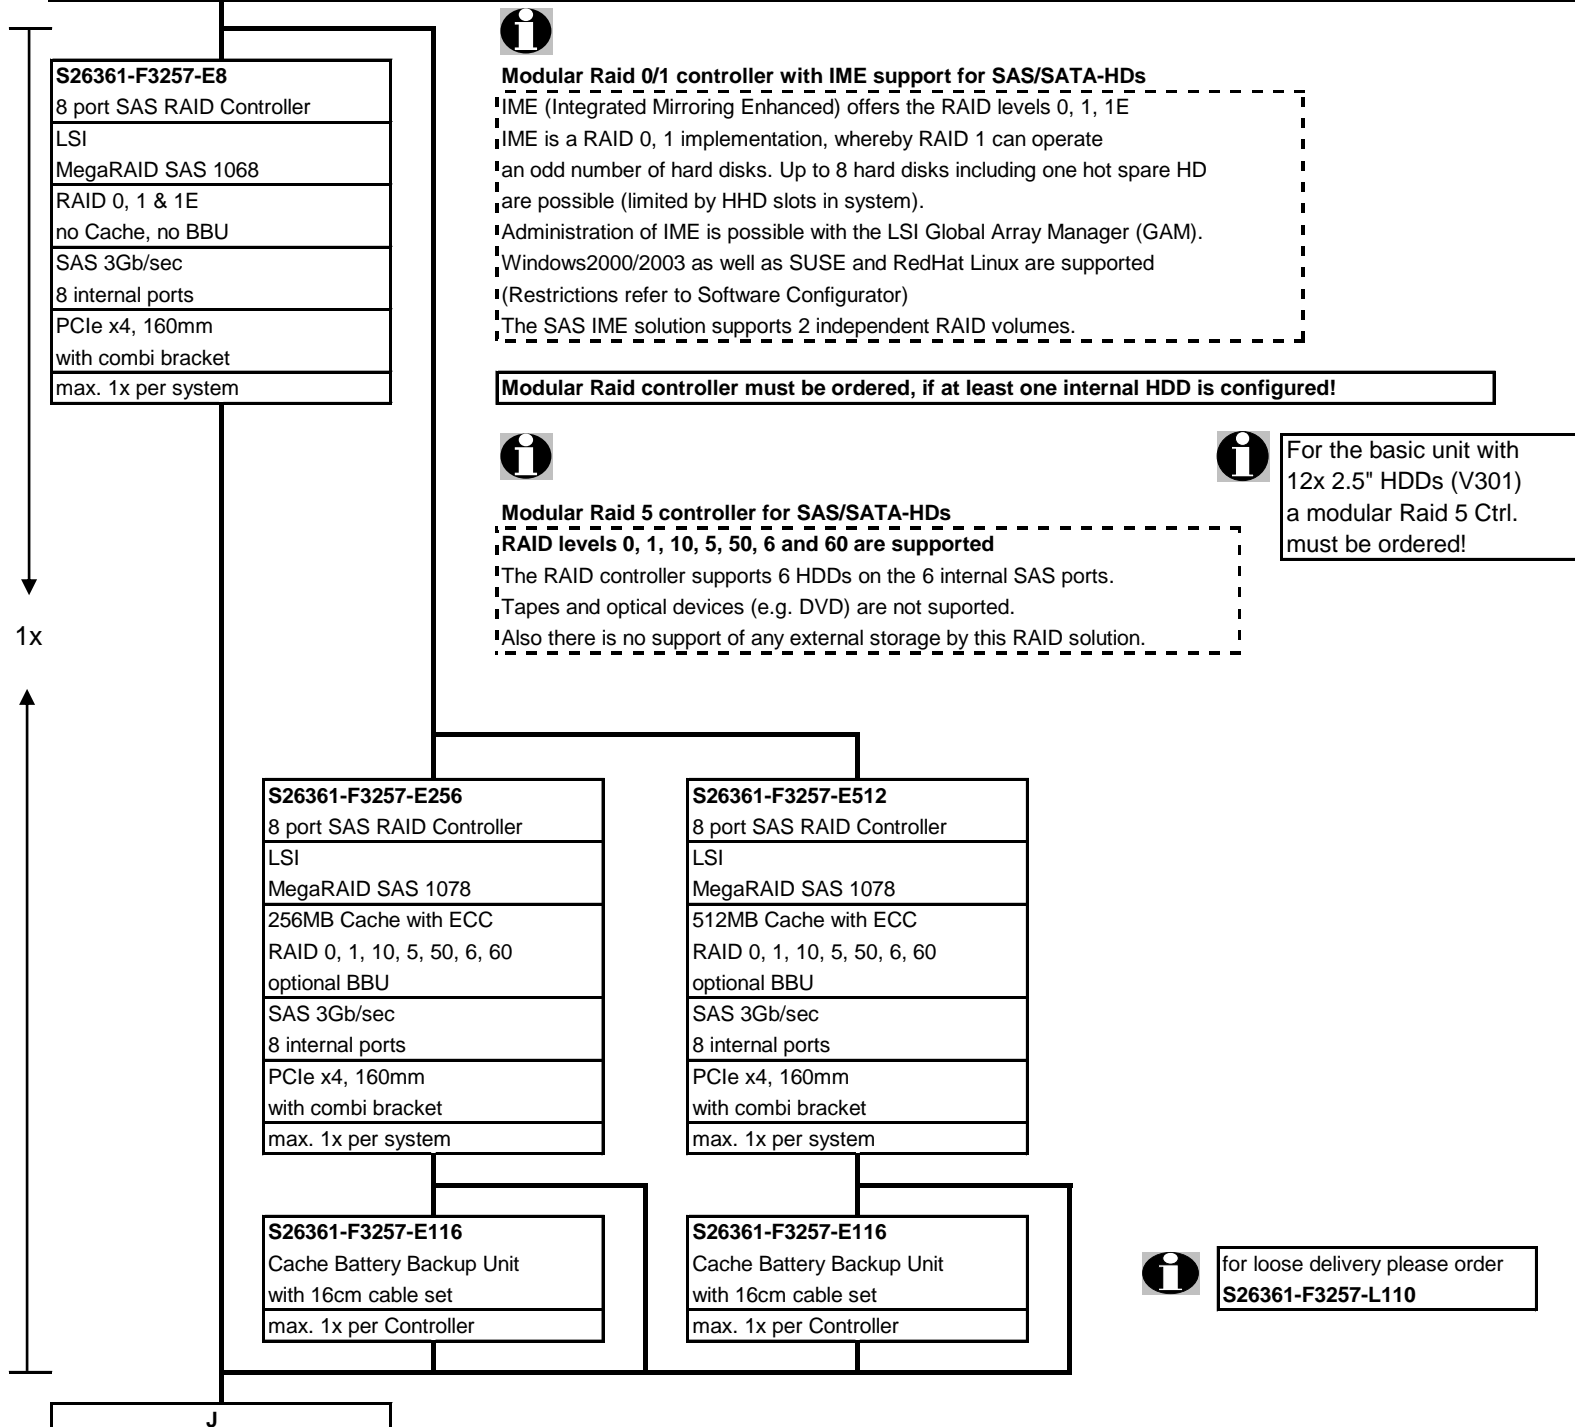 S26361-F3257-E8
8 port SAS RAID Controller
LSI
MegaRAID SAS 1068
RAID 0, 1 & 1E
no Cache, no BBU
SAS 3Gb/sec
8 internal ports
PCIe x4, 160mm
with combi bracket
max. 1x per system
Modular Raid 0/1 controller with IME support for SAS/SATA-HDs
IME (Integrated Mirroring Enhanced) offers the RAID levels 0, 1, 1E
IME is a RAID 0, 1 implementation, whereby RAID 1 can operate
an odd number of hard disks. Up to 8 hard disks including one hot spare HD
are possible (limited by HHD slots in system).
Administration of IME is possible with the LSI Global Array Manager (GAM).
Windows2000/2003 as well as SUSE and RedHat Linux are supported
(Restrictions refer to Software Configurator)
The SAS IME solution supports 2 independent RAID volumes.
Modular Raid controller must be ordered, if at least one internal HDD is configured!
For the basic unit with
12x 2.5" HDDs (V301)
a modular Raid 5 Ctrl.
must be ordered!
Modular Raid 5 controller for SAS/SATA-HDs
RAID levels 0, 1, 10, 5, 50, 6 and 60 are supported
The RAID controller supports 6 HDDs on the 6 internal SAS ports.
Tapes and optical devices (e.g. DVD) are not suported.
Also there is no support of any external storage by this RAID solution.
1x
S26361-F3257-E256
8 port SAS RAID Controller
LSI
MegaRAID SAS 1078
256MB Cache with ECC
RAID 0, 1, 10, 5, 50, 6, 60
optional BBU
SAS 3Gb/sec
8 internal ports
PCIe x4, 160mm
with combi bracket
max. 1x per system
S26361-F3257-E512
8 port SAS RAID Controller
LSI
MegaRAID SAS 1078
512MB Cache with ECC
RAID 0, 1, 10, 5, 50, 6, 60
optional BBU
SAS 3Gb/sec
8 internal ports
PCIe x4, 160mm
with combi bracket
max. 1x per system
S26361-F3257-E116
Cache Battery Backup Unit
with 16cm cable set
max. 1x per Controller
S26361-F3257-E116
Cache Battery Backup Unit
with 16cm cable set
max. 1x per Controller
for loose delivery please order
S26361-F3257-L110
J